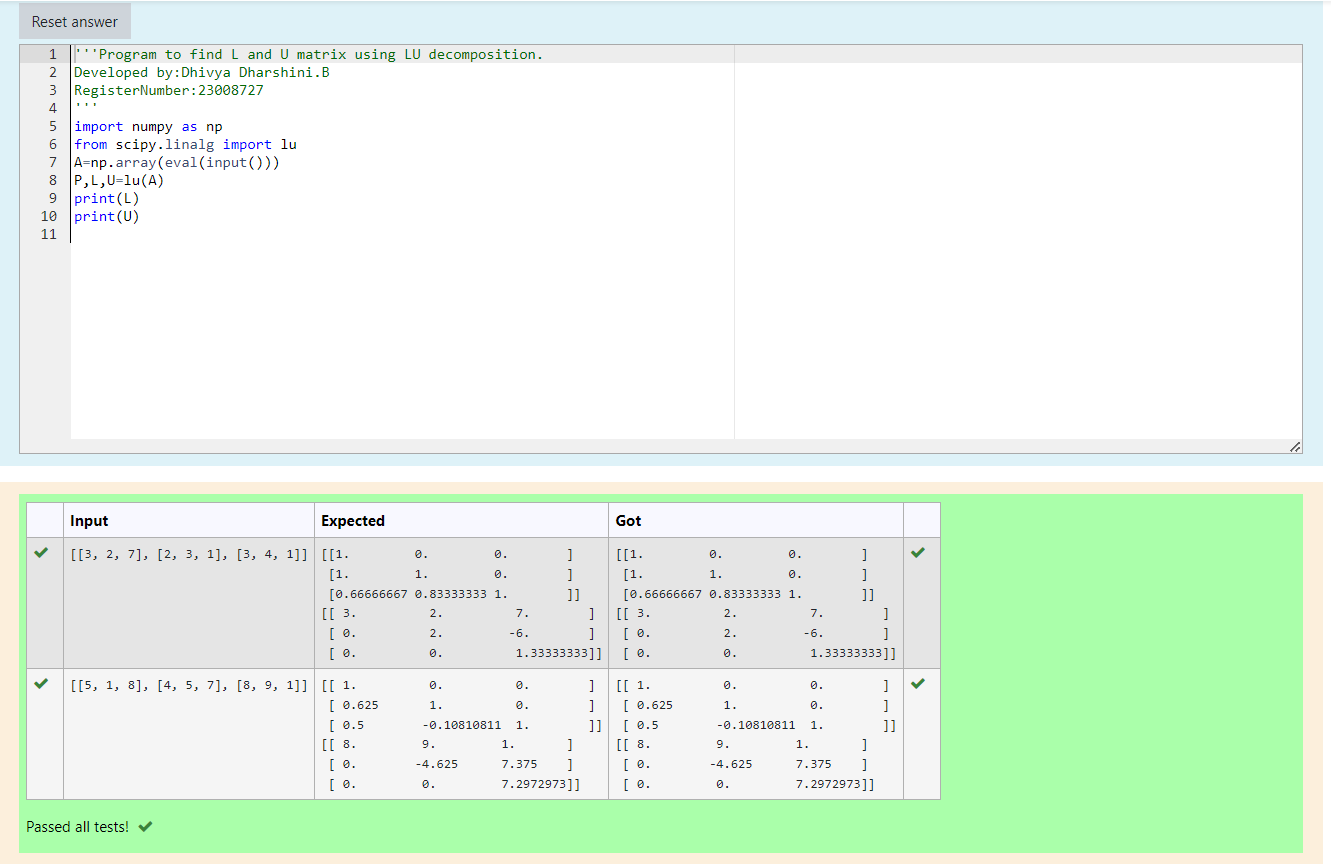 Reset answer
1 '''Program to find L and U matrix using LU decomposition.
2 Developed by:Dhivya Dharshini.B
3 RegisterNumber:23008727
4 '''
5 import numpy as np
6 from scipy.linalg import lu
7 A=np.array(eval(input()))
8 P,L,U=lu(A)
9 print(L)
10 print(U)
11
Input Expected Got
[[3, 2, 7], [2, 3, 1], [3, 4, 1]] [[1. 0. 0. ] [[1. 0. 0. ]
[1. 1. 0. ] [1. 1. 0. ]
[0.66666667 0.83333333 1. ]] [0.66666667 0.83333333 1. ]]
[[ 3. 2. 7. ] [[ 3. 2. 7. ]
[ 0. 2. -6. ] [ 0. 2. -6. ]
[ 0. 0. 1.33333333]] [ 0. 0. 1.33333333]]
[[5, 1, 8], [4, 5, 7], [8, 9, 1]] [[ 1. 0. 0. ] [[ 1. 0. 0. ]
[ 0.625 1. 0. ] [ 0.625 1. 0. ]
[ 0.5 -0.10810811 1. ]] [ 0.5 -0.10810811 1. ]]
[[ 8. 9. 1. ] [[ 8. 9. 1. ]
[ 0. -4.625 7.375 ] [ 0. -4.625 7.375 ]
[ 0. 0. 7.2972973]] [ 0. 0. 7.2972973]]
Passed all tests!